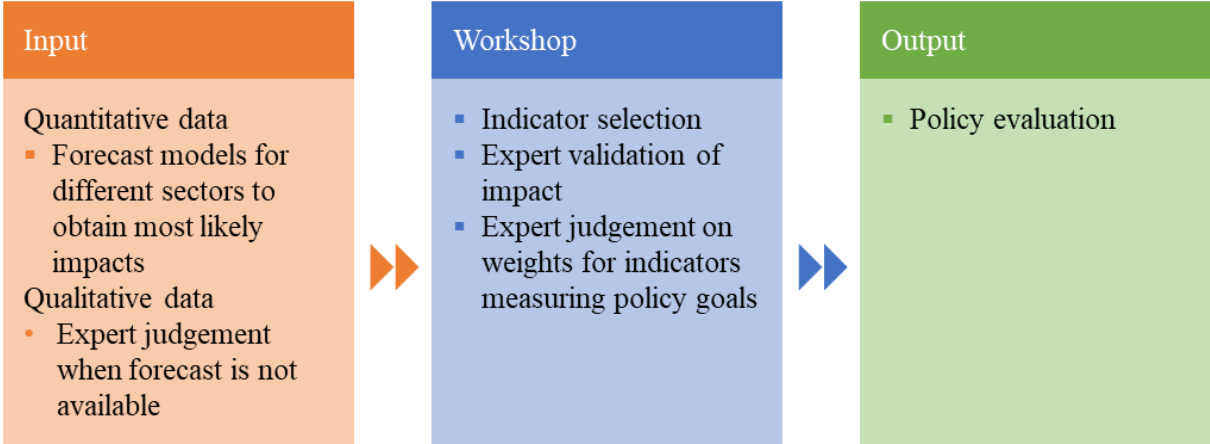 Input
Quantitative data
▪ Forecast models for
different sectors to
obtain most likely
impacts
Qualitative data
• Expert judgement
when forecast is not
available
Workshop
▪ Indicator selection
▪ Expert validation of
impact
▪ Expert judgement on
weights for indicators
measuring policy goals
Output
▪ Policy evaluation